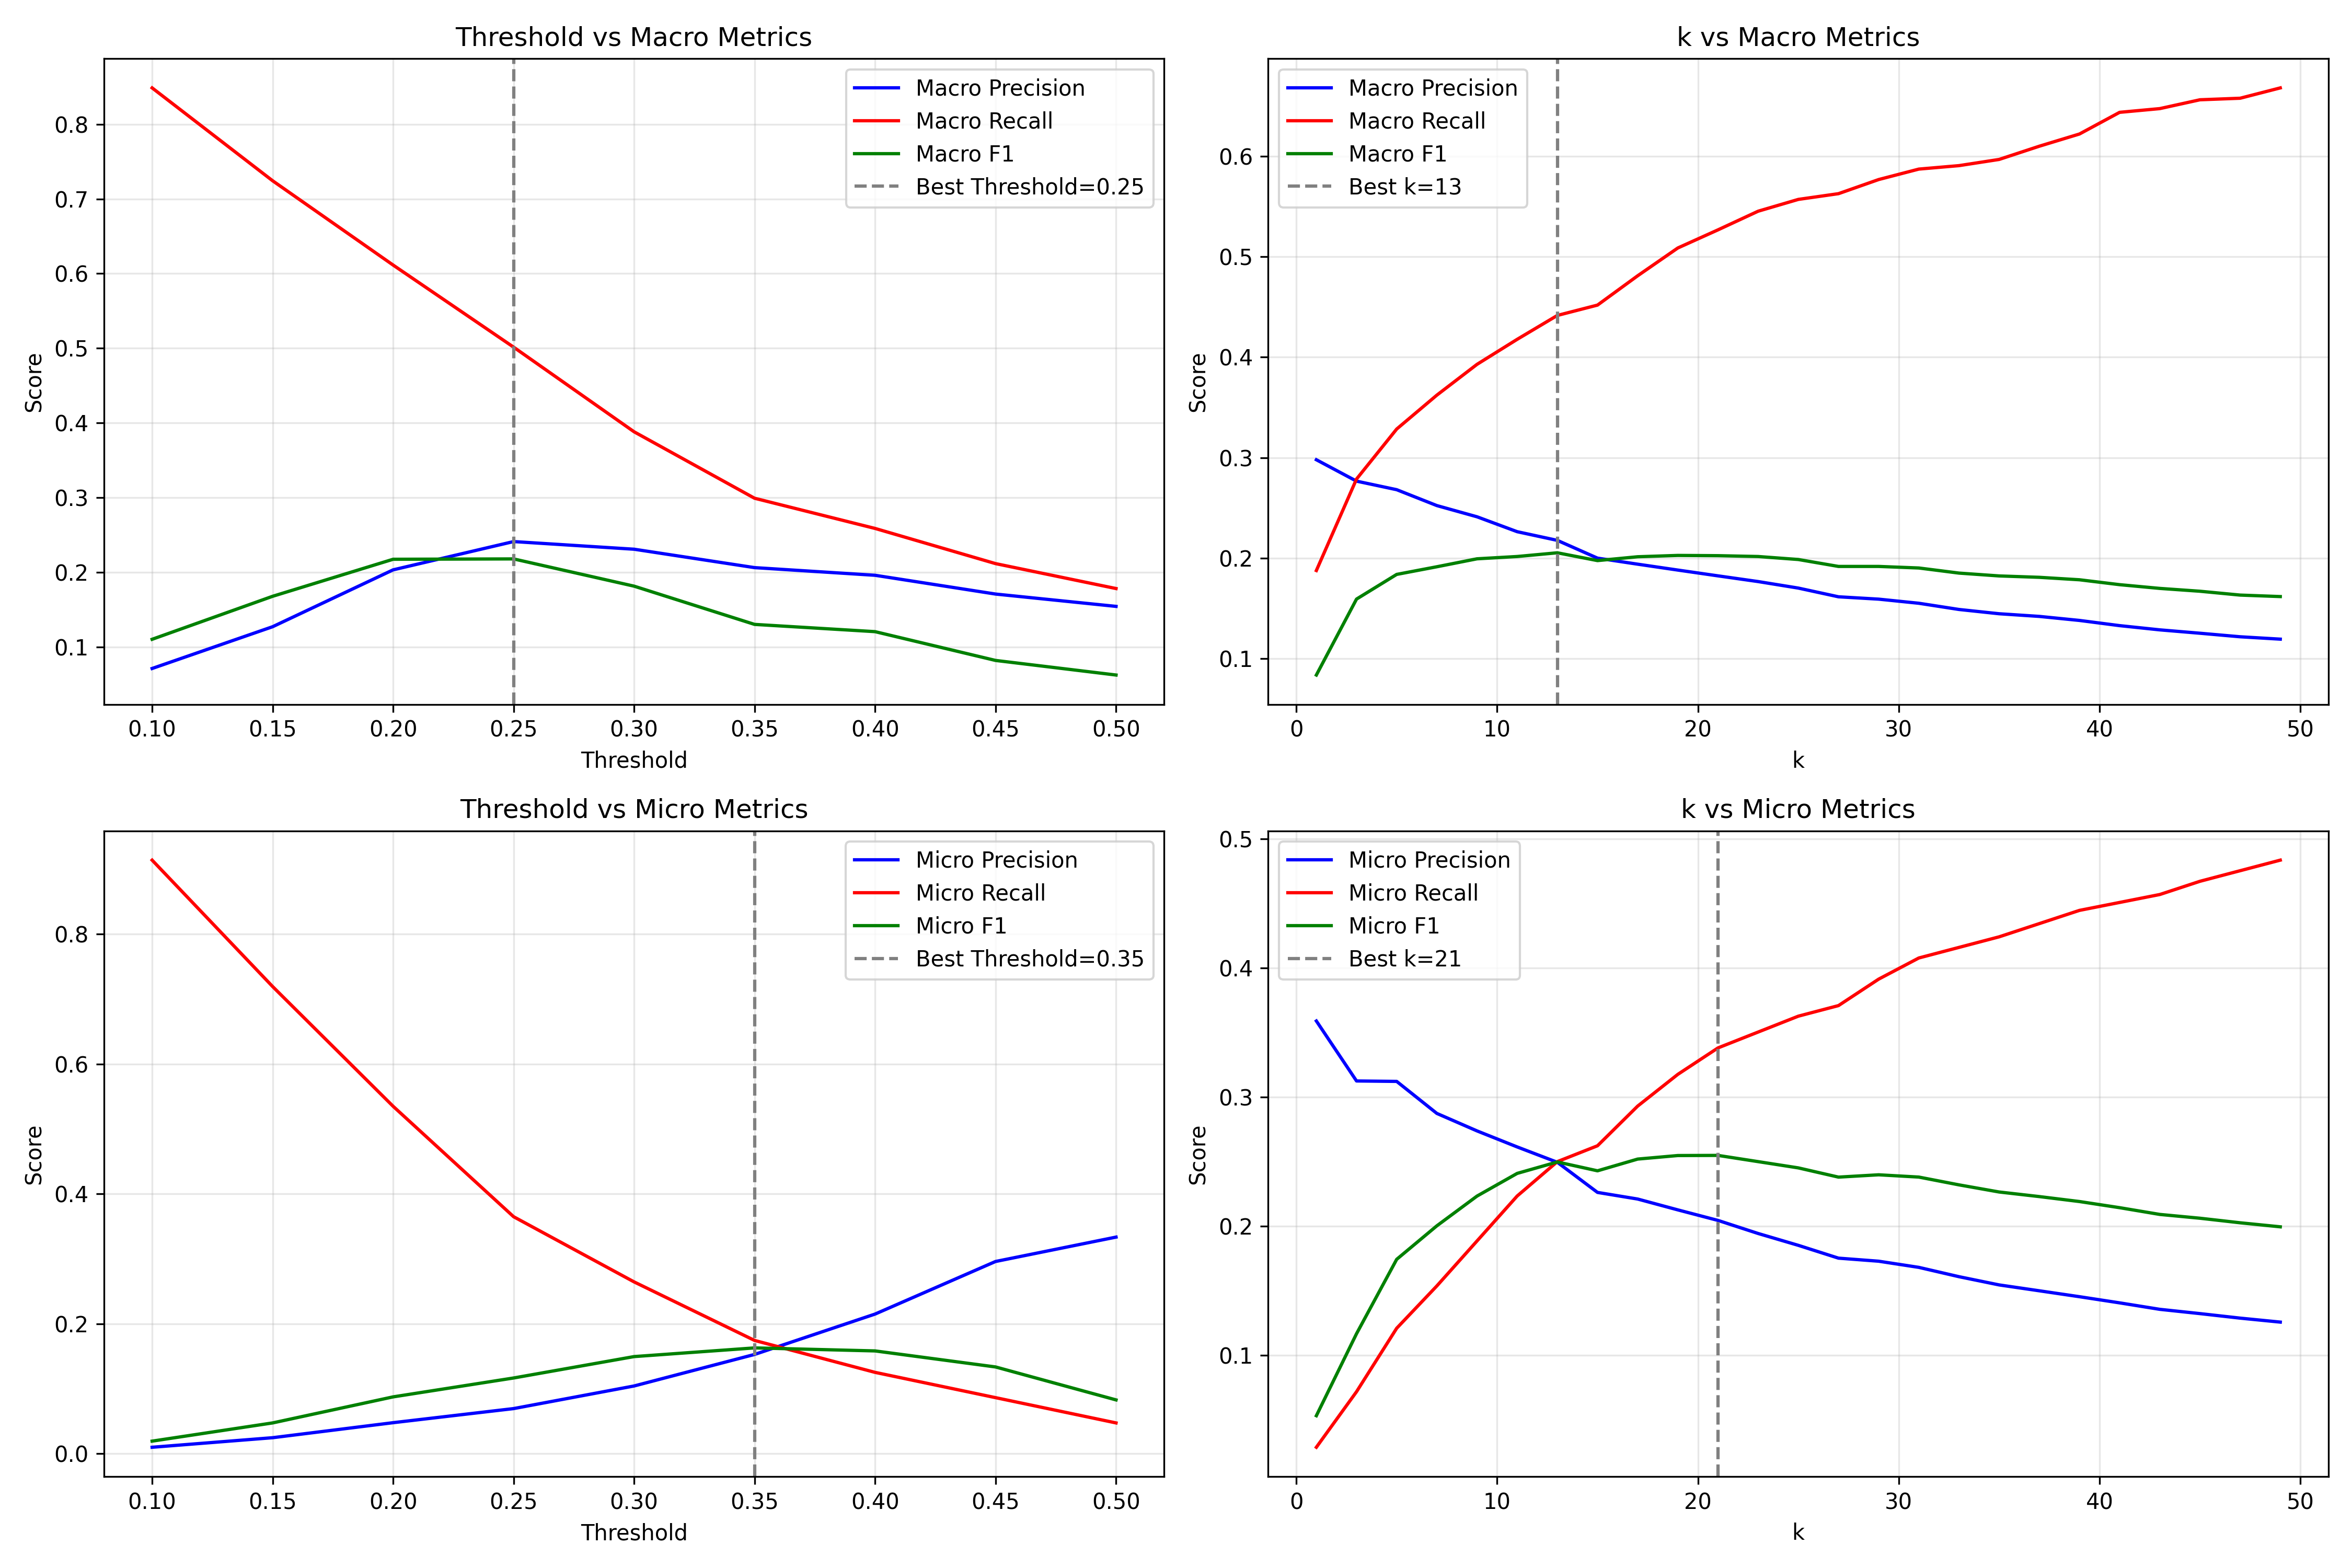 Threshold vs Macro Metrics
Score
0.8
0.7
0.6
0.5
0.4
0.3
0.2
0.1
Macro Precision
Macro Recall
Macro F1
Best Threshold=0.25
0.10 0.15 0.20 0.25 0.30 0.35 0.40 0.45 0.50
Threshold
k vs Macro Metrics
Score
0.6
0.5
0.4
0.3
0.2
0.1
Macro Precision
Macro Recall
Macro F1
Best k=13
0 10 20 30 40 50
k
Threshold vs Micro Metrics
Score
0.8
0.6
0.4
0.2
0.0
Micro Precision
Micro Recall
Micro F1
Best Threshold=0.35
0.10 0.15 0.20 0.25 0.30 0.35 0.40 0.45 0.50
Threshold
k vs Micro Metrics
Score
0.5
0.4
0.3
0.2
0.1
Micro Precision
Micro Recall
Micro F1
Best k=21
0 10 20 30 40 50
k